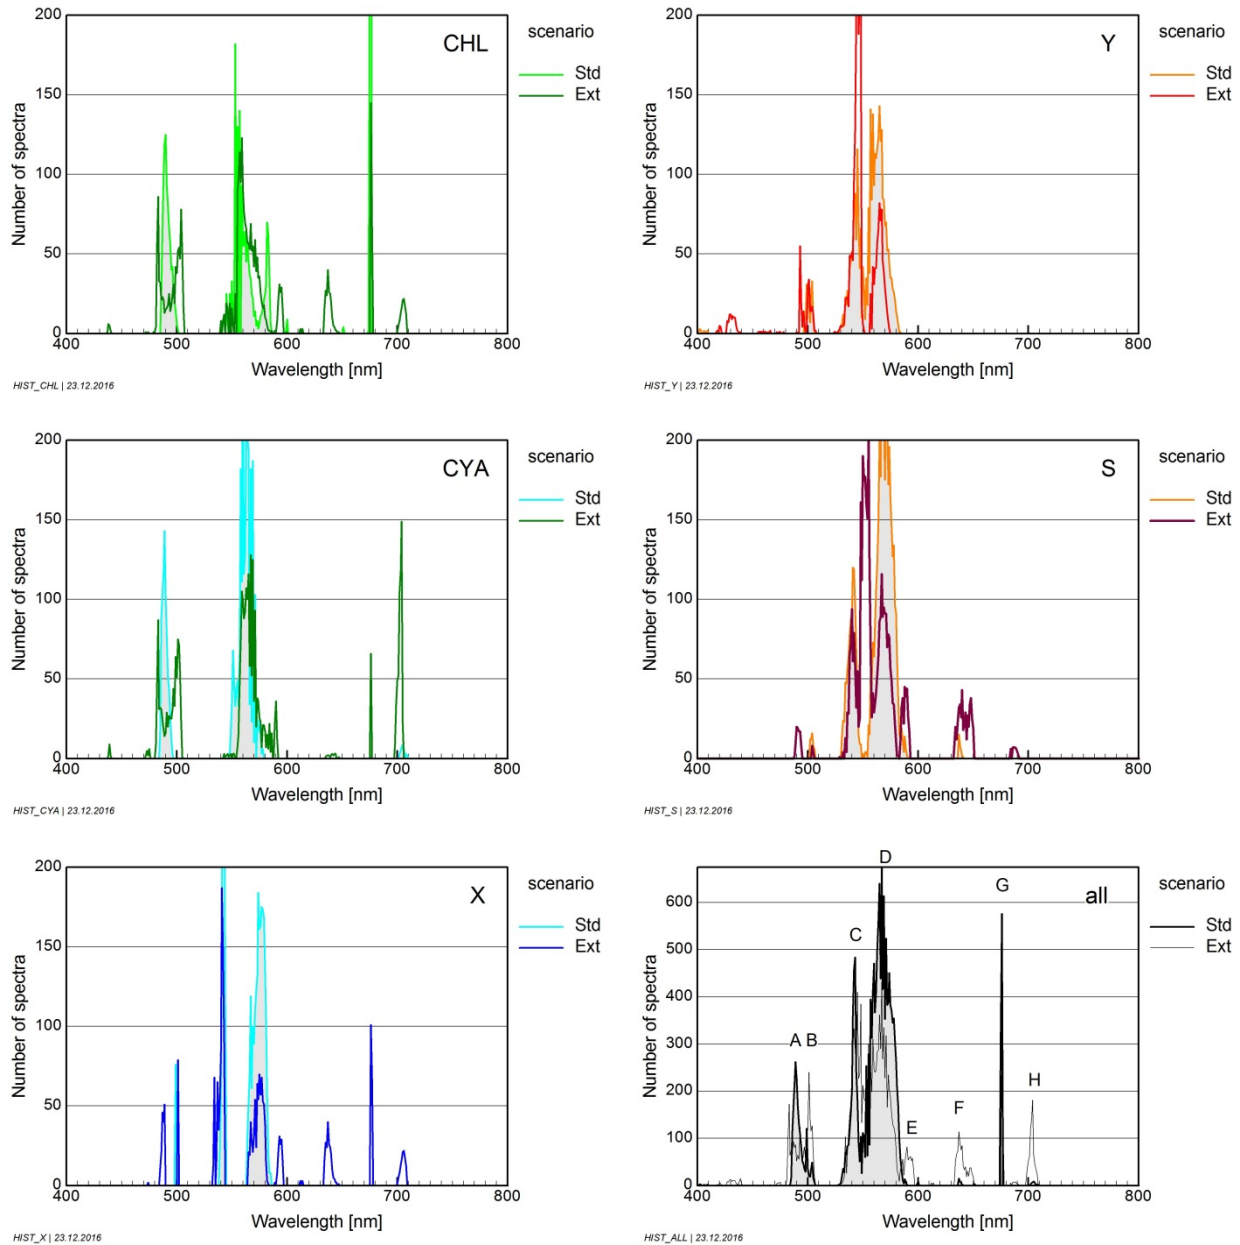 CHL
scenario
Std
Ext
Number of spectra
200
150
100
50
0
400 500 600 700 800
Wavelength [nm]
HIST_CHL | 23.12.2016
Y
scenario
Std
Ext
Number of spectra
200
150
100
50
0
400 500 600 700 800
Wavelength [nm]
HIST_Y | 23.12.2016
CYA
scenario
Std
Ext
Number of spectra
200
150
100
50
0
400 500 600 700 800
Wavelength [nm]
HIST_CYA | 23.12.2016
S
scenario
Std
Ext
Number of spectra
200
150
100
50
0
400 500 600 700 800
Wavelength [nm]
HIST_S | 23.12.2016
X
scenario
Std
Ext
Number of spectra
200
150
100
50
0
400 500 600 700 800
Wavelength [nm]
HIST_X | 23.12.2016
all
scenario
Std
Ext
A B C D E F G H
Number of spectra
600
500
400
300
200
100
0
400 500 600 700 800
Wavelength [nm]
HIST_ALL | 23.12.2016